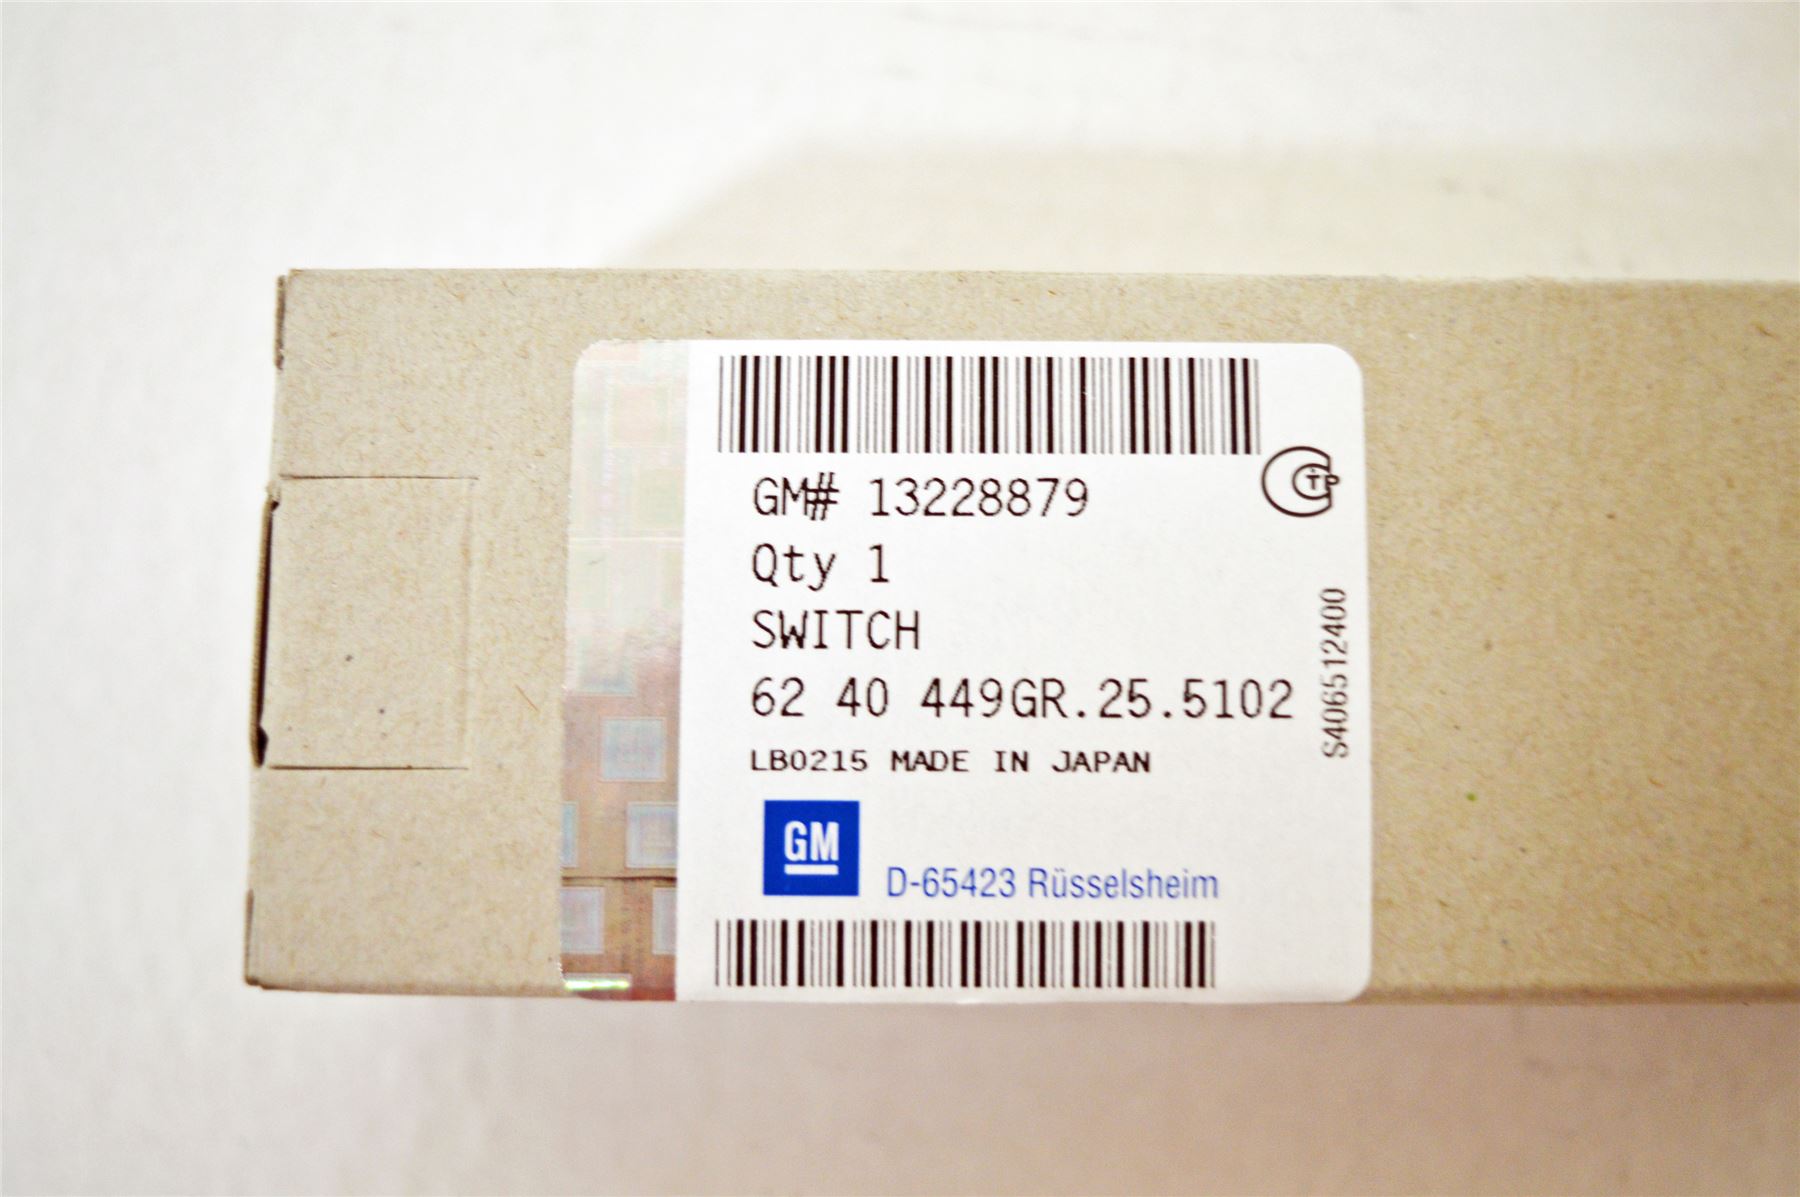 GM# 13228879
Qty 1
SWITCH
62 40 449GR.25.5102
LB0215 MADE IN JAPAN
GM
D-65423 Rüsselsheim
S406512400